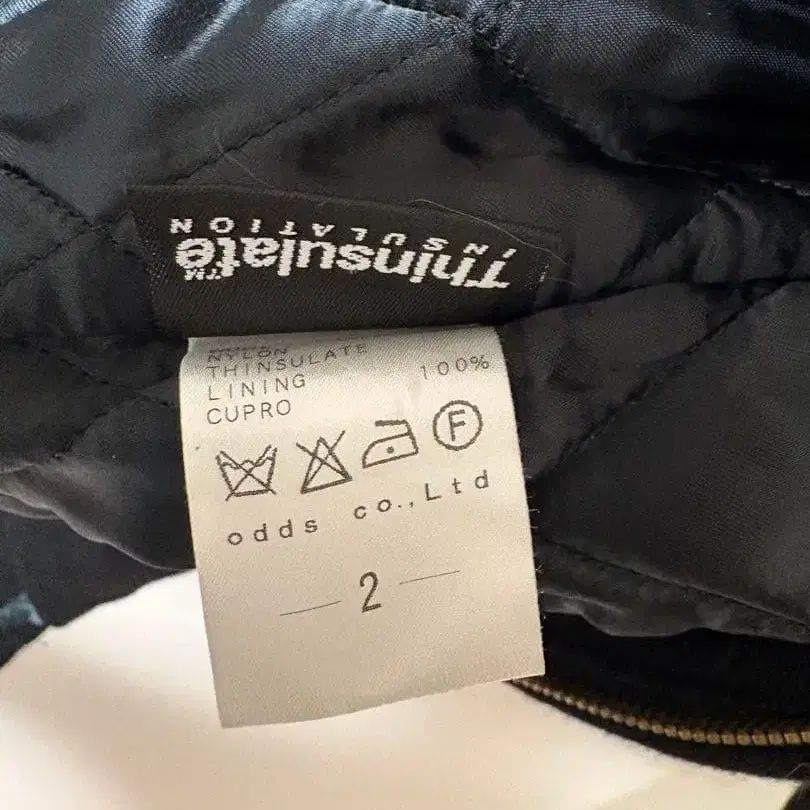 Thinsulate™
INSULATION
NYLON
THINSULATE
LINING
CUPRO 100%
F
odds co.,Ltd
2